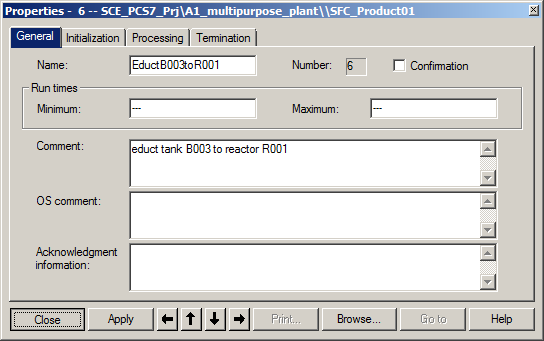 Properties - 6 -- SCE_PCS7_Prj\A1_multipurpose_plant\\SFC_Product01
General Initialization Processing Termination
Name: EductB003toR001 Number: 6 Confirmation
Run times
Minimum: --- Maximum: ---
Comment: educt tank B003 to reactor R001
OS comment:
Acknowledgment
information:
Close Apply Print... Browse... Go to Help